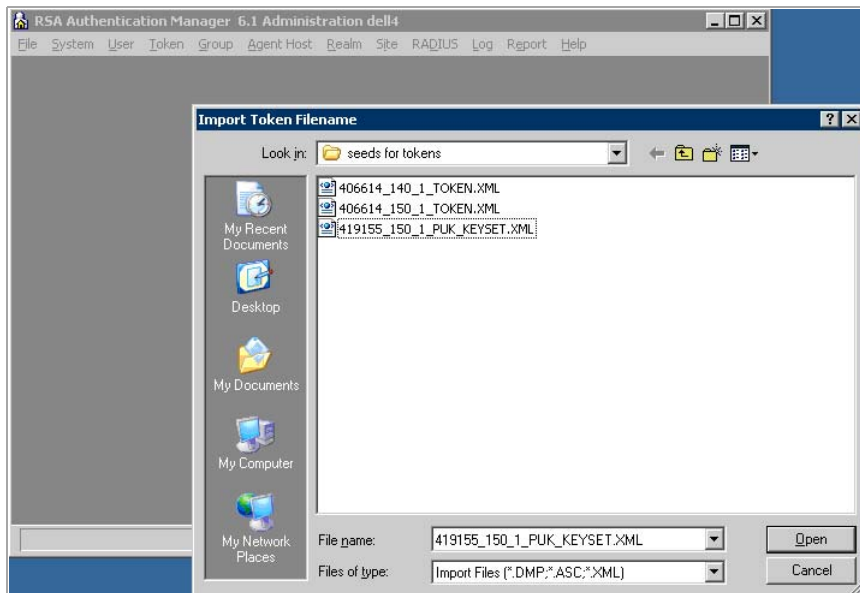 RSA Authentication Manager 6.1 Administration dell4
File System User Token Group Agent Host Realm Site RADIUS Log Report Help
Import Token Filename
Look in: seeds for tokens
406614_140_1_TOKEN.XML
406614_150_1_TOKEN.XML
419155_150_1_PUK_KEYSET.XML
My Recent
Documents
Desktop
My Documents
My Computer
My Network
Places
File name: 419155_150_1_PUK_KEYSET.XML Open
Files of type: Import Files (*.DMP;*.ASC;*.XML) Cancel